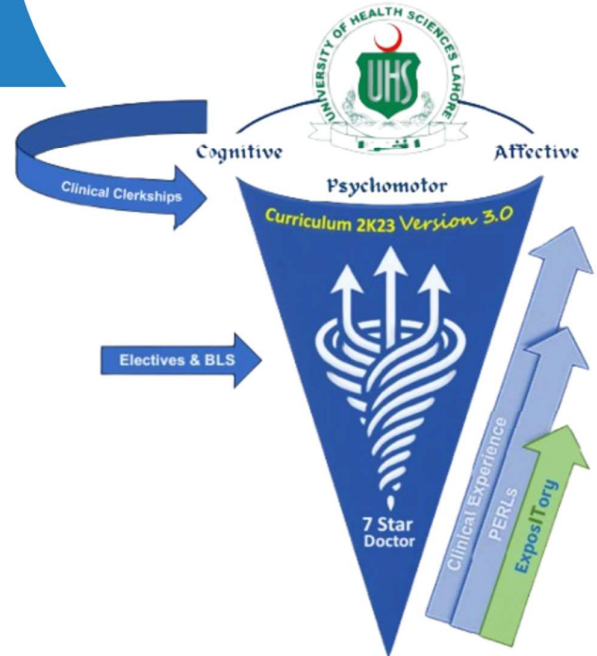 UNIVERSITY OF HEALTH SCIENCES LAHORE
UHS
Cognitive
Affective
Psychomotor
Clinical Clerkships
Curriculum 2K23 Version 3.0
Electives & BLS
7 Star
Doctor
Clinical Experience
PERLs
ExposITory